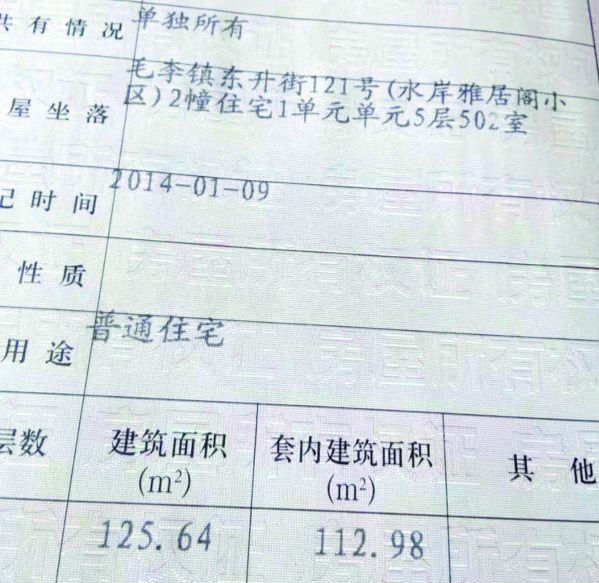 共有情况 单独所有
屋坐落 毛李镇东升街121号(水岸雅居阁小
区)2幢住宅1单元单元5层502室
记时间 2014-01-09
性质
用途 普通住宅
层数 建筑面积 套内建筑面积 其他
(m²) (m²)
125.64 112.98